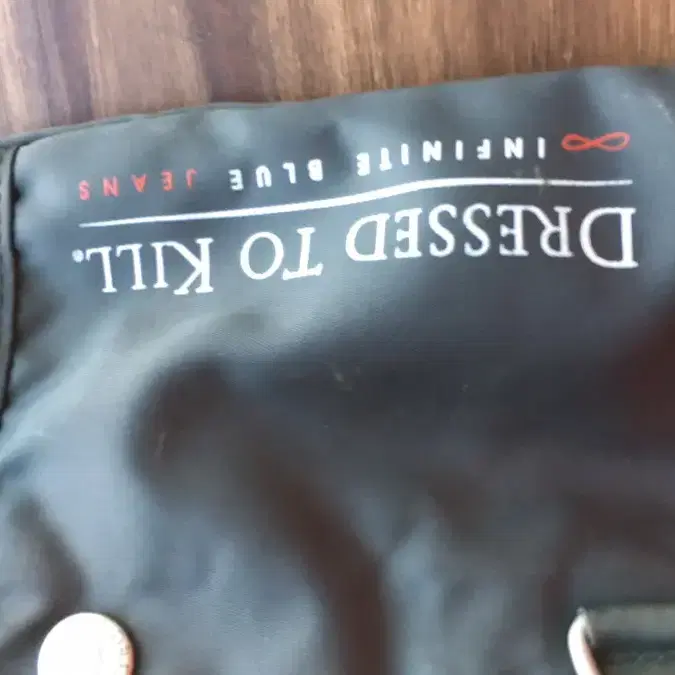 DRESSED TO KILL®
∞ INFINITE BLUE JEANS